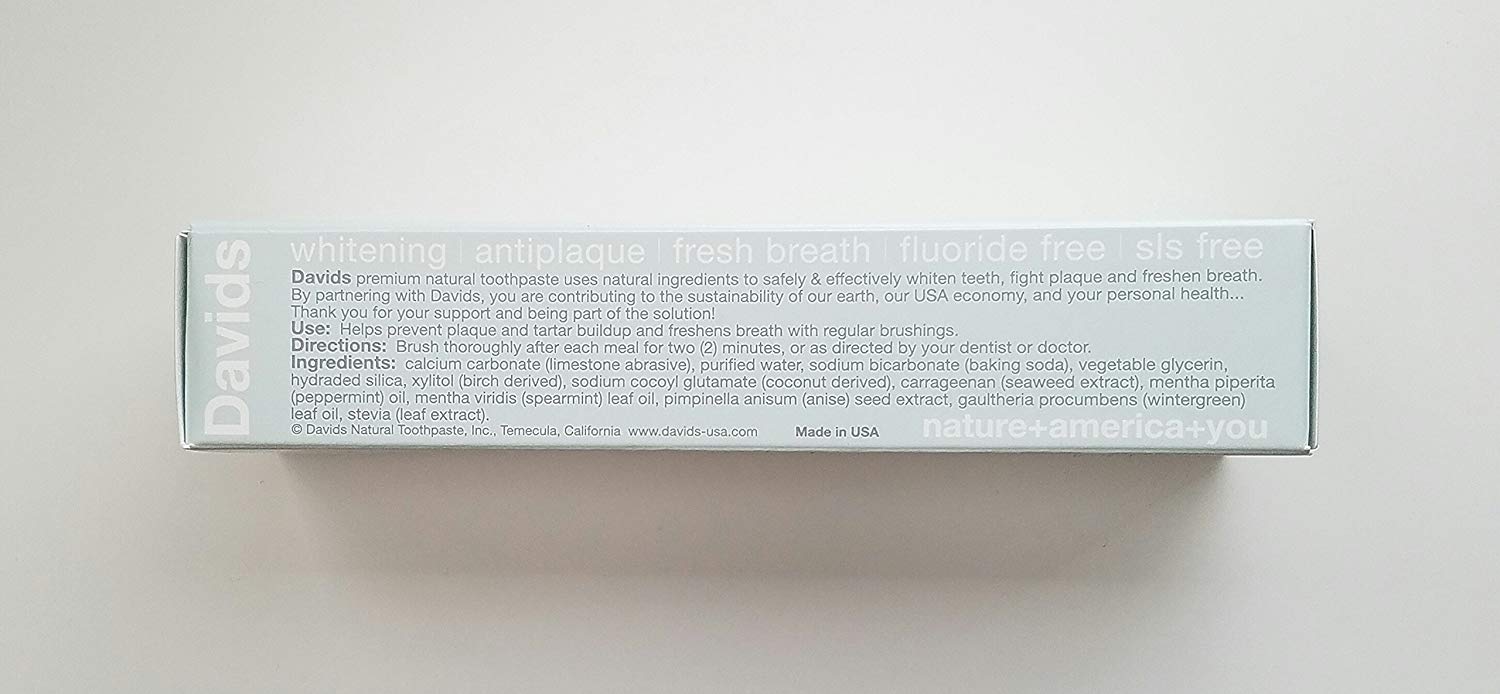 Davids
whitening | antiplaque | fresh breath | fluoride free | sls free
Davids premium natural toothpaste uses natural ingredients to safely & effectively whiten teeth, fight plaque and freshen breath.
By partnering with Davids, you are contributing to the sustainability of our earth, our USA economy, and your personal health...
Thank you for your support and being part of the solution!
Use: Helps prevent plaque and tartar buildup and freshens breath with regular brushings.
Directions: Brush thoroughly after each meal for two (2) minutes, or as directed by your dentist or doctor.
Ingredients: calcium carbonate (limestone abrasive), purified water, sodium bicarbonate (baking soda), vegetable glycerin,
hydraded silica, xylitol (birch derived), sodium cocoyl glutamate (coconut derived), carrageenan (seaweed extract), mentha piperita
(peppermint) oil, mentha viridis (spearmint) leaf oil, pimpinella anisum (anise) seed extract, gaultheria procumbens (wintergreen)
leaf oil, stevia (leaf extract).
© Davids Natural Toothpaste, Inc., Temecula, California www.davids-usa.com Made in USA nature+america+you